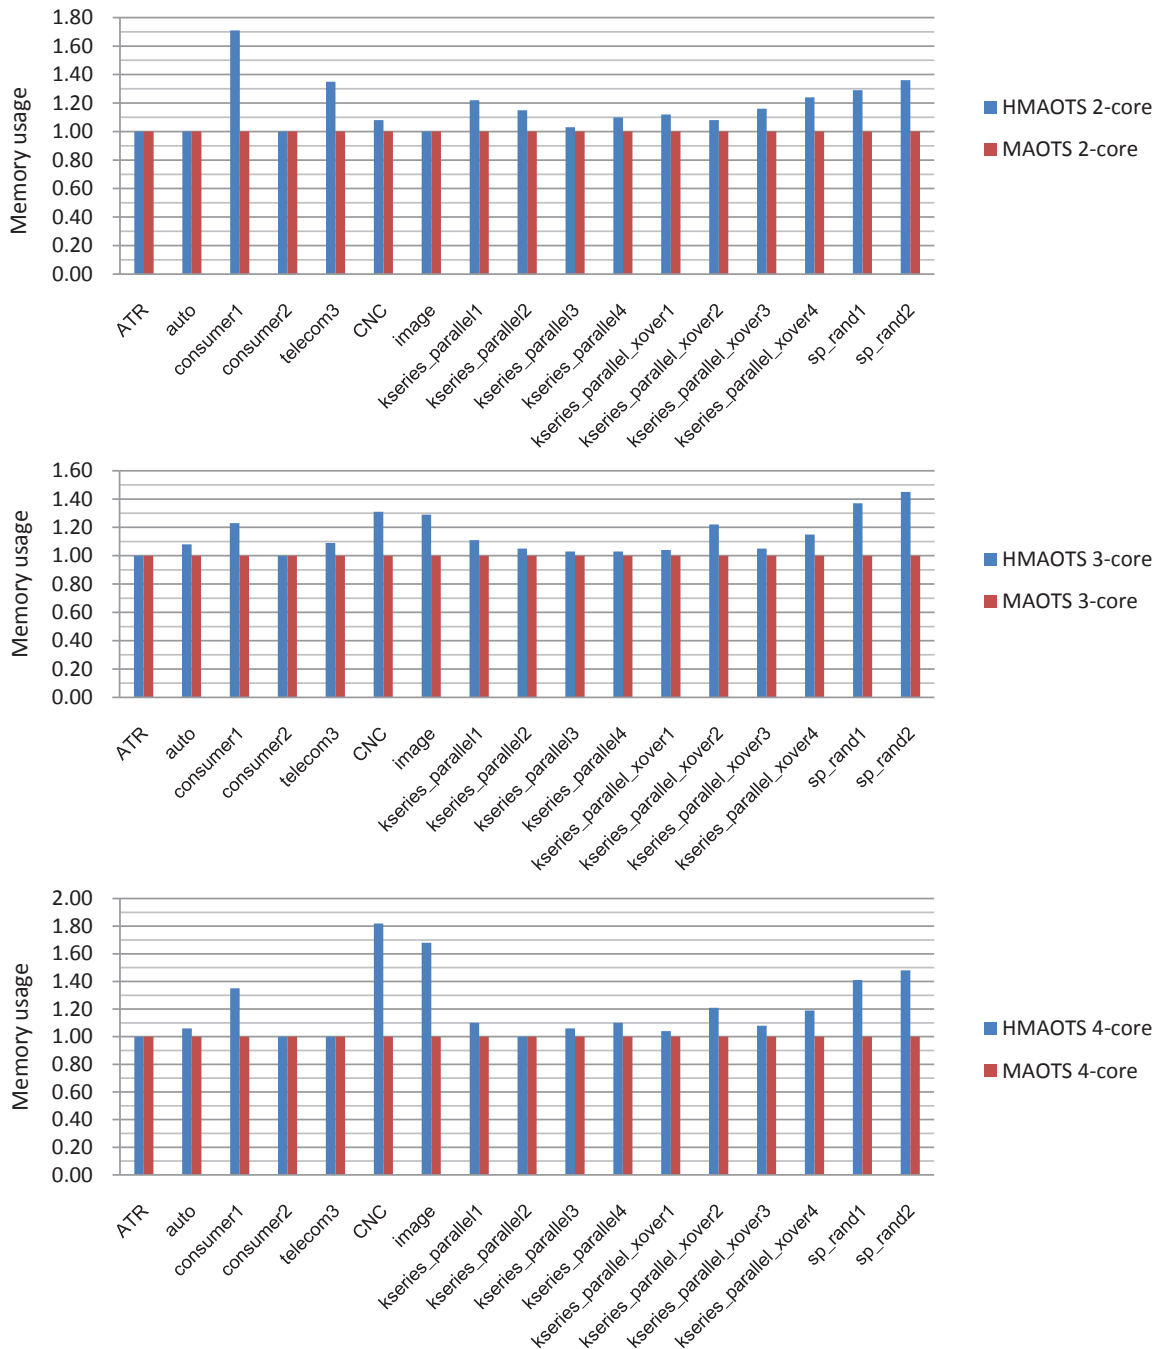 1.80
1.60
1.40
1.20
1.00
0.80
0.60
0.40
0.20
0.00
Memory usage
ATR
auto
consumer1
consumer2
telecom3
CNC
image
kseries_parallel1
kseries_parallel2
kseries_parallel3
kseries_parallel4
kseries_parallel_xover1
kseries_parallel_xover2
kseries_parallel_xover3
kseries_parallel_xover4
sp_rand1
sp_rand2
HMAOTS 2-core
MAOTS 2-core
1.60
1.40
1.20
1.00
0.80
0.60
0.40
0.20
0.00
Memory usage
ATR
auto
consumer1
consumer2
telecom3
CNC
image
kseries_parallel1
kseries_parallel2
kseries_parallel3
kseries_parallel4
kseries_parallel_xover1
kseries_parallel_xover2
kseries_parallel_xover3
kseries_parallel_xover4
sp_rand1
sp_rand2
HMAOTS 3-core
MAOTS 3-core
2.00
1.80
1.60
1.40
1.20
1.00
0.80
0.60
0.40
0.20
0.00
Memory usage
ATR
auto
consumer1
consumer2
telecom3
CNC
image
kseries_parallel1
kseries_parallel2
kseries_parallel3
kseries_parallel4
kseries_parallel_xover1
kseries_parallel_xover2
kseries_parallel_xover3
kseries_parallel_xover4
sp_rand1
sp_rand2
HMAOTS 4-core
MAOTS 4-core